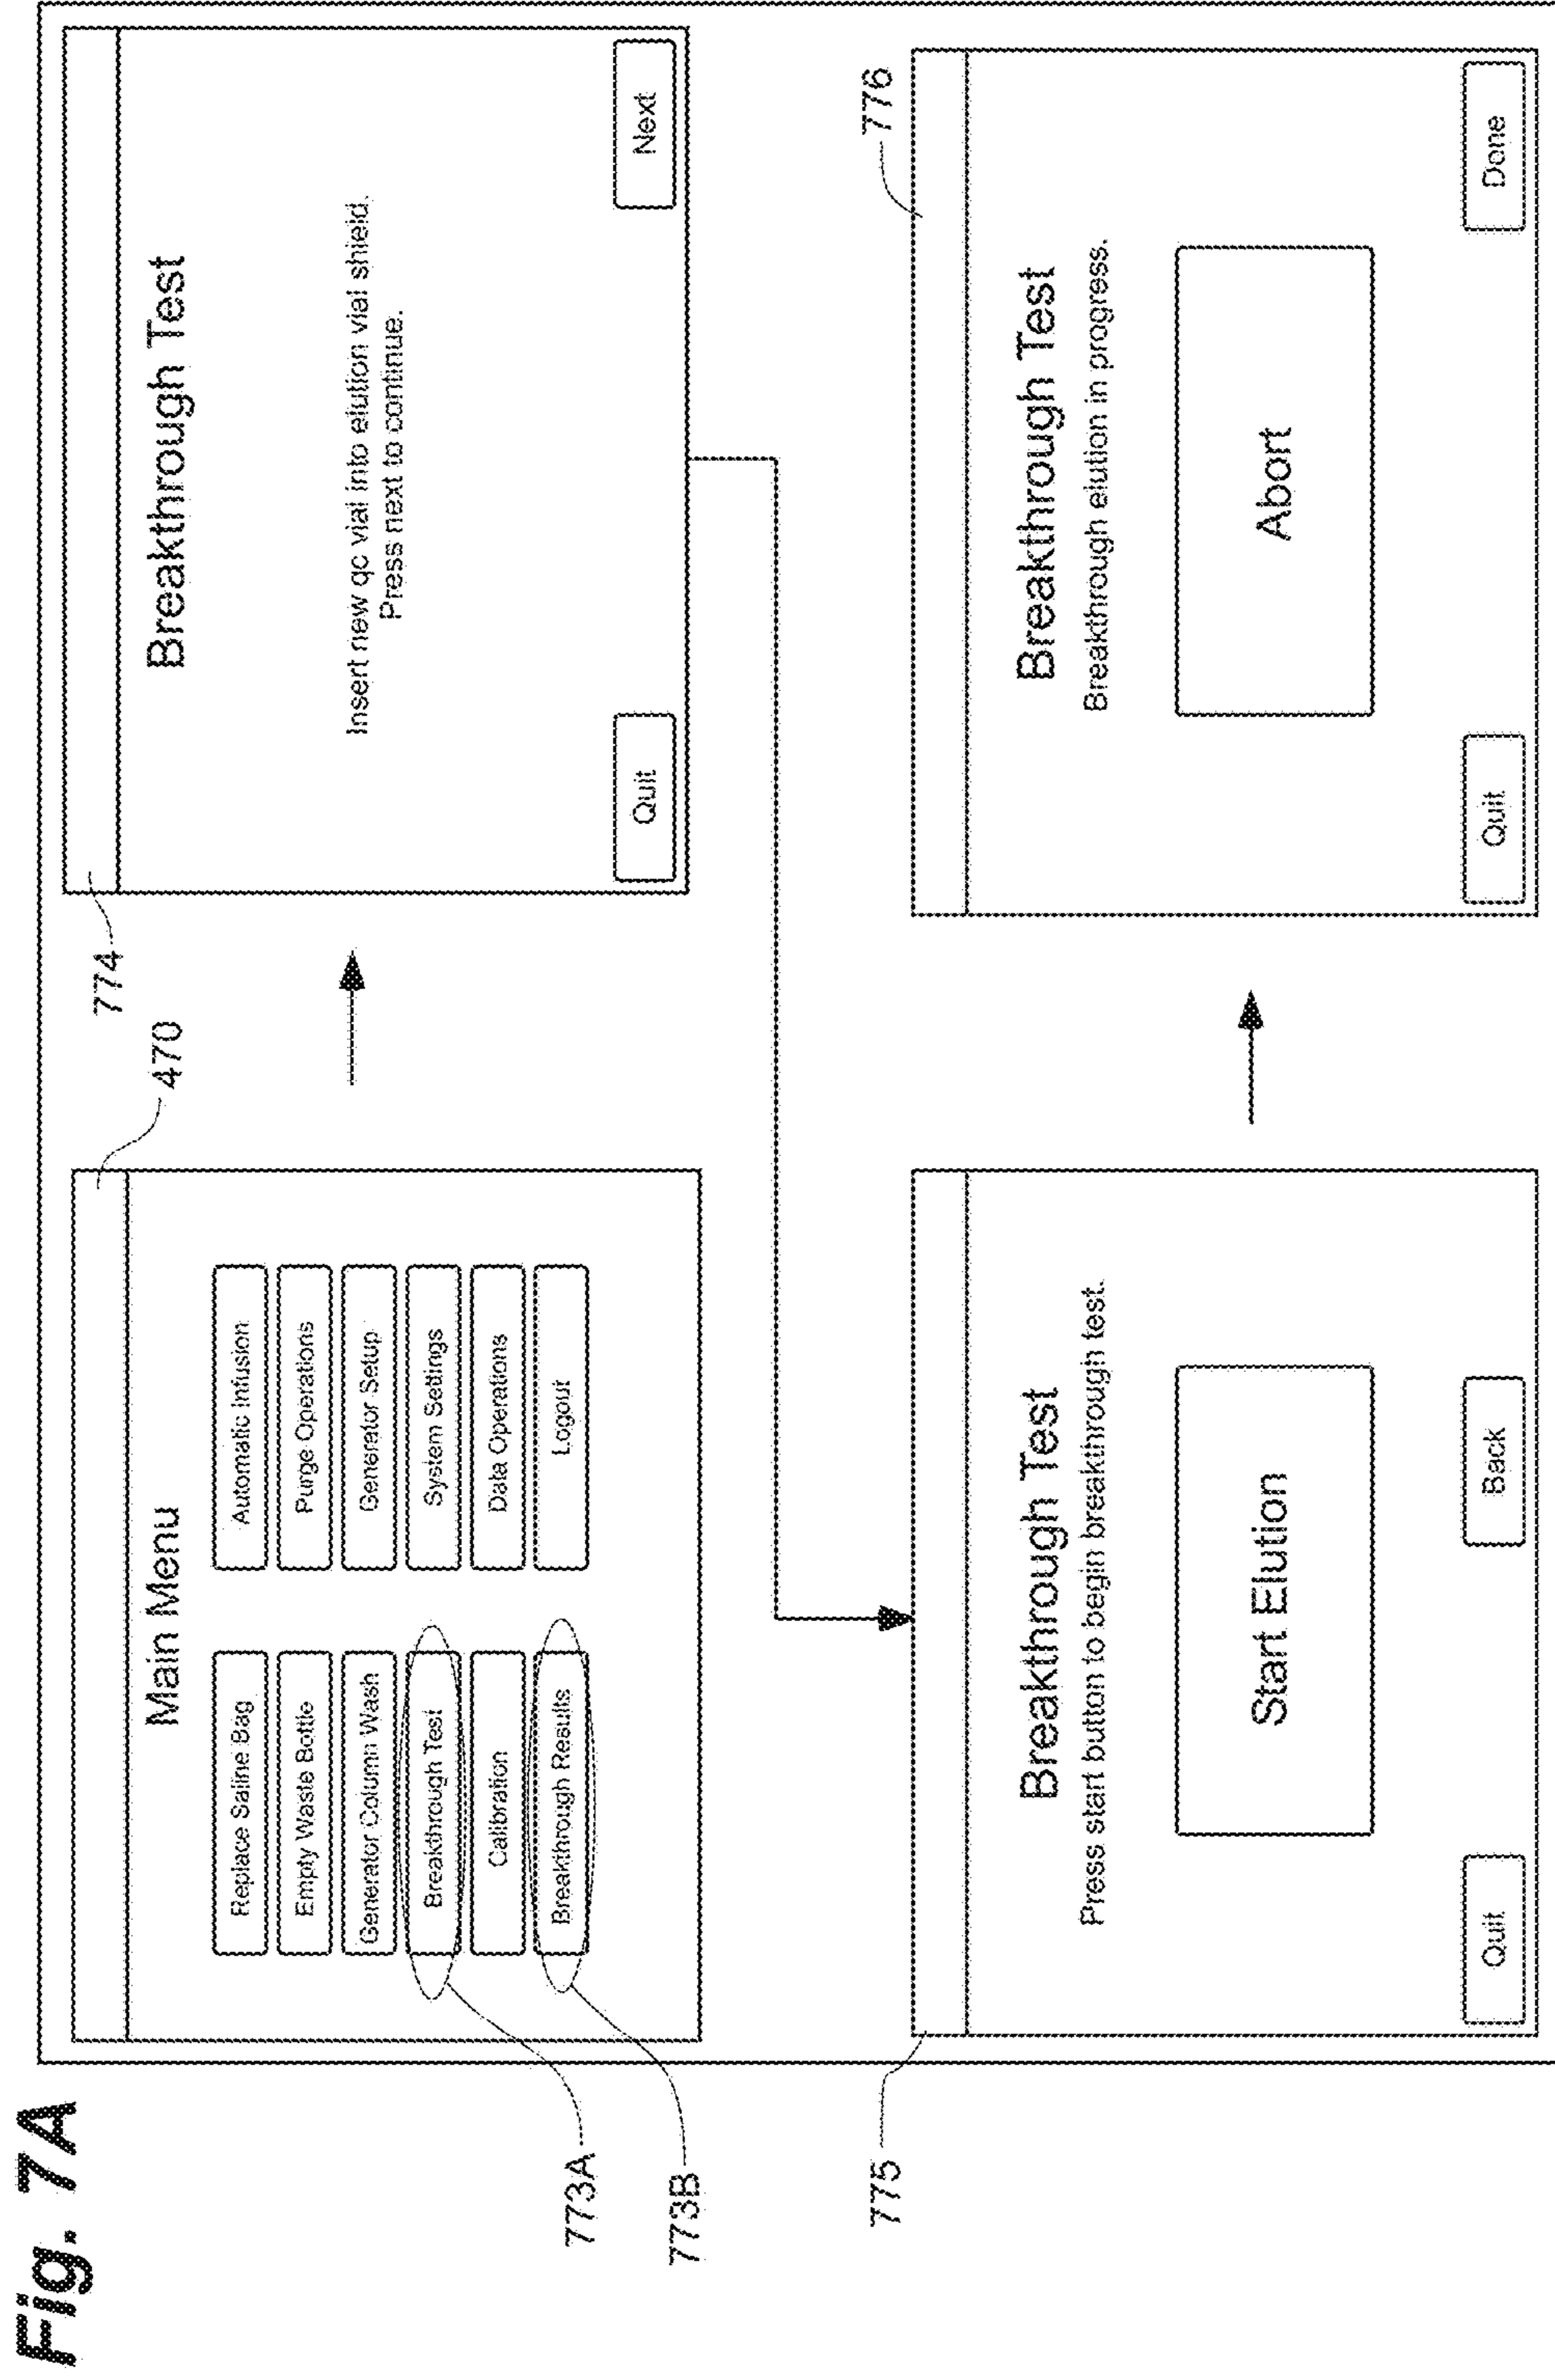 Fig. 7A
470
Main Menu
Replace Saline Bag
Automatic Infusion
Empty Waste Bottle
Purge Operations
Generator Column Wash
Generator Setup
Breakthrough Test
System Settings
Calibration
Data Operations
Breakthrough Results
Logout
773A
773B
774
Breakthrough Test
Insert new qc vial into elution vial shield.
Press next to continue.
Quit
Next
775
Breakthrough Test
Press start button to begin breakthrough test.
Start Elution
Quit
Back
776
Breakthrough Test
Breakthrough elution in progress.
Abort
Quit
Done